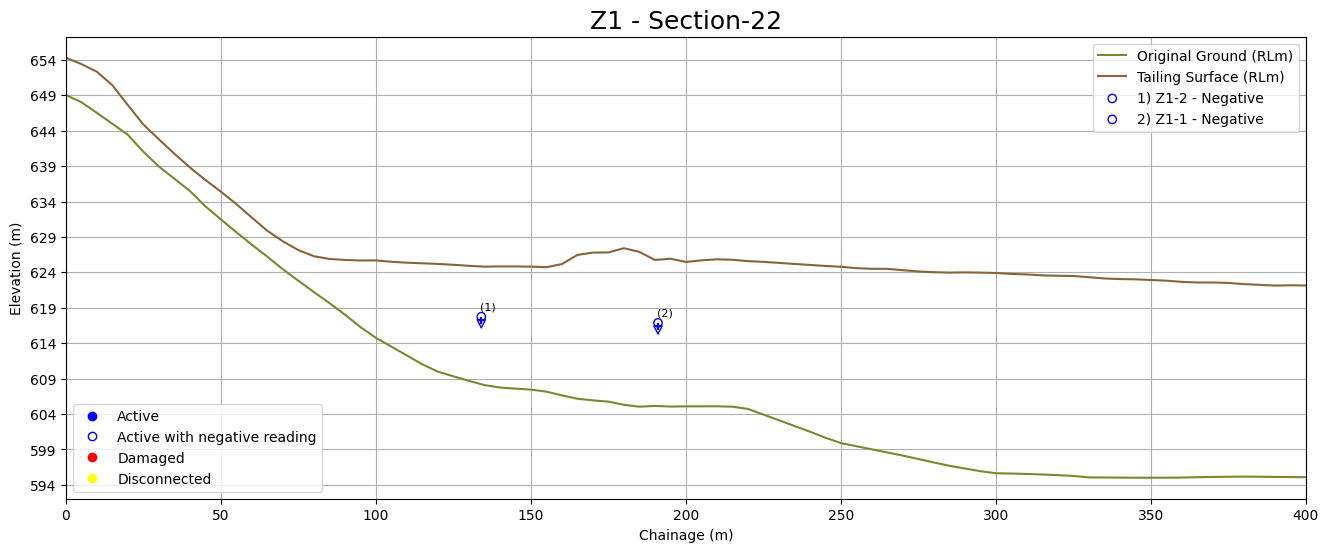 Z1 - Section-22
Original Ground (RLm)
Tailing Surface (RLm)
1) Z1-2 - Negative
2) Z1-1 - Negative
654
649
644
639
634
629
624
619
614
609
604
599
594
Elevation (m)
(1)
(2)
Active
Active with negative reading
Damaged
Disconnected
0 50 100 150 200 250 300 350 400
Chainage (m)